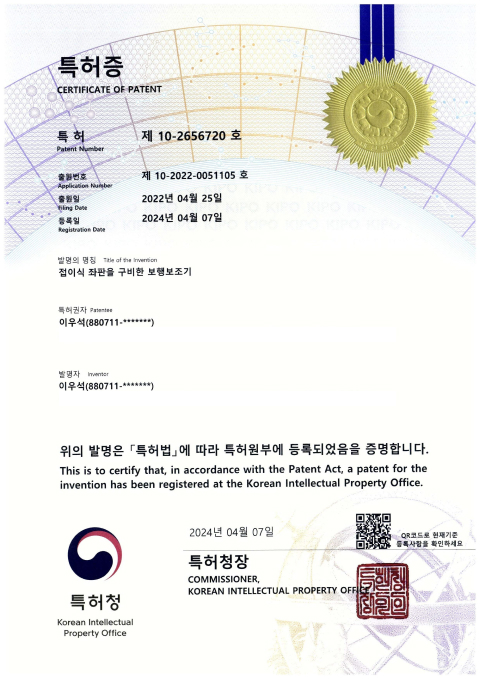 특허증
CERTIFICATE OF PATENT
특 허 제 10-2656720 호
Patent Number
출원번호 제 10-2022-0051105 호
Application Number
출원일 2022년 04월 25일
Filing Date
등록일 2024년 04월 07일
Registration Date
발명의 명칭 Title of the Invention
접이식 좌판을 구비한 보행보조기
특허권자 Patentee
이우석(880711-*******)
발명자 Inventor
이우석(880711-*******)
위의 발명은 「특허법」에 따라 특허원부에 등록되었음을 증명합니다.
This is to certify that, in accordance with the Patent Act, a patent for the
invention has been registered at the Korean Intellectual Property Office.
2024년 04월 07일
QR코드로 현재기준
등록사항을 확인하세요
특허청장
COMMISSIONER,
KOREAN INTELLECTUAL PROPERTY OFFICE
특허청
Korean Intellectual
Property Office